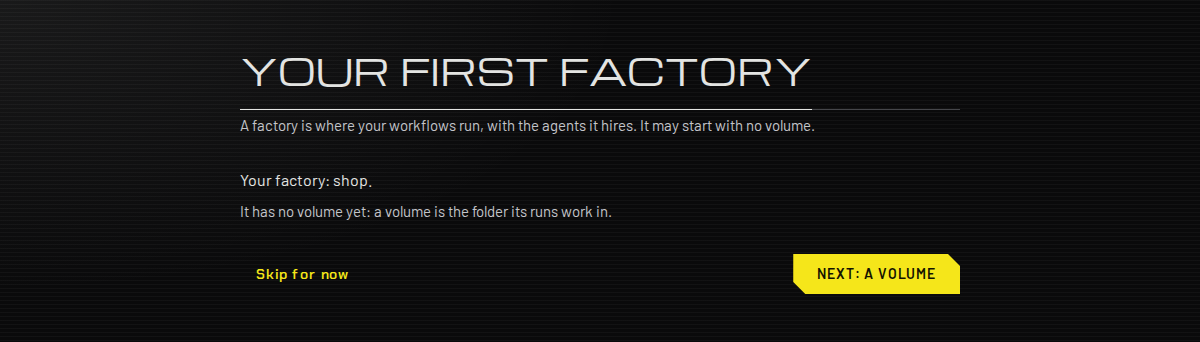 YOUR FIRST FACTORY
A factory is where your workflows run, with the agents it hires. It may start with no volume.
Your factory: shop.
It has no volume yet: a volume is the folder its runs work in.
Skip for now
NEXT: A VOLUME